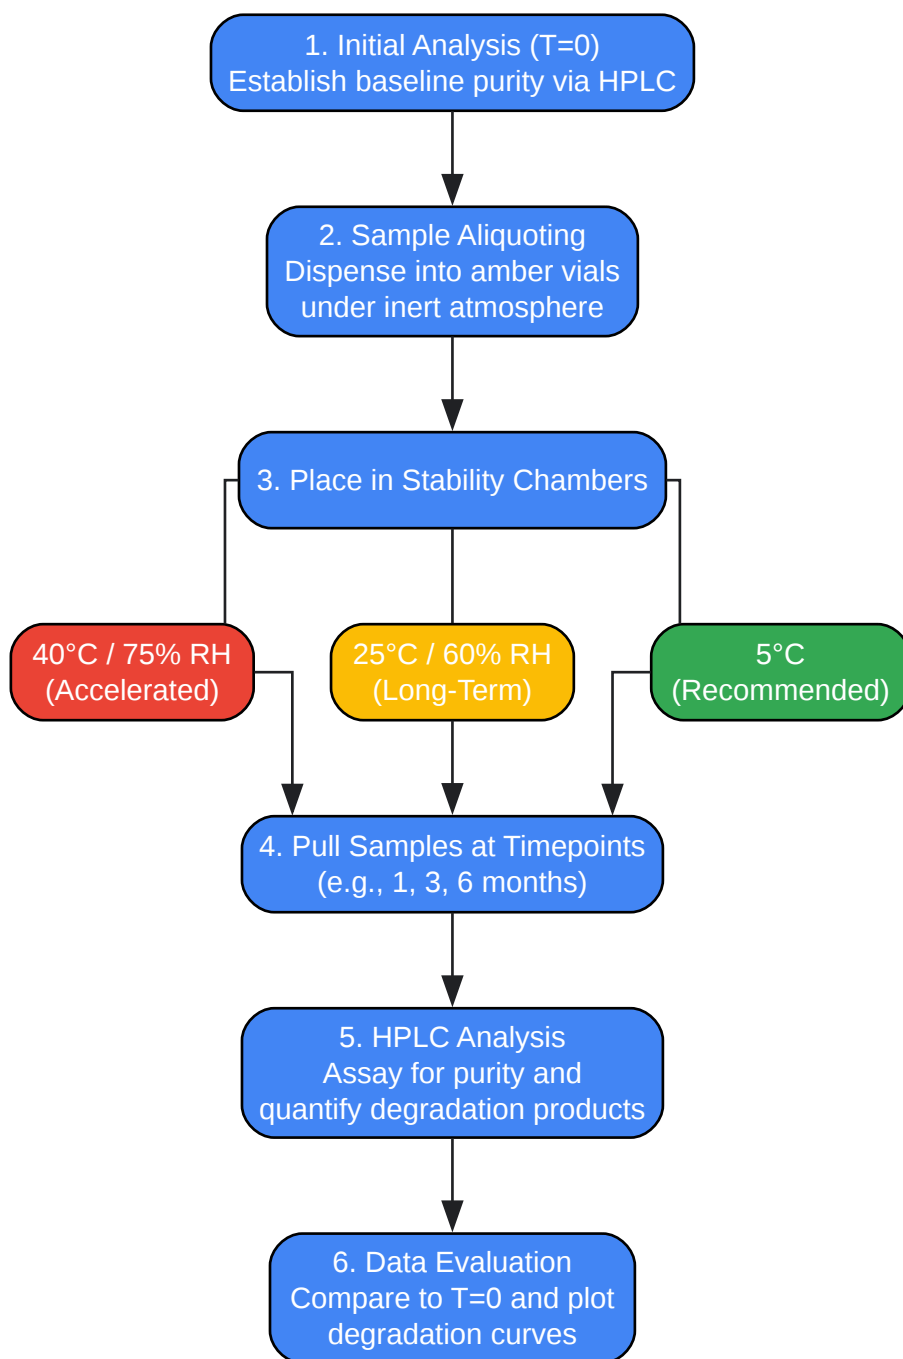 1. Initial Analysis (T=0)
Establish baseline purity via HPLC
2. Sample Aliquoting
Dispense into amber vials
under inert atmosphere
3. Place in Stability Chambers
40°C / 75% RH
(Accelerated)
25°C / 60% RH
(Long-Term)
5°C
(Recommended)
4. Pull Samples at Timepoints
(e.g., 1, 3, 6 months)
5. HPLC Analysis
Assay for purity and
quantify degradation products
6. Data Evaluation
Compare to T=0 and plot
degradation curves